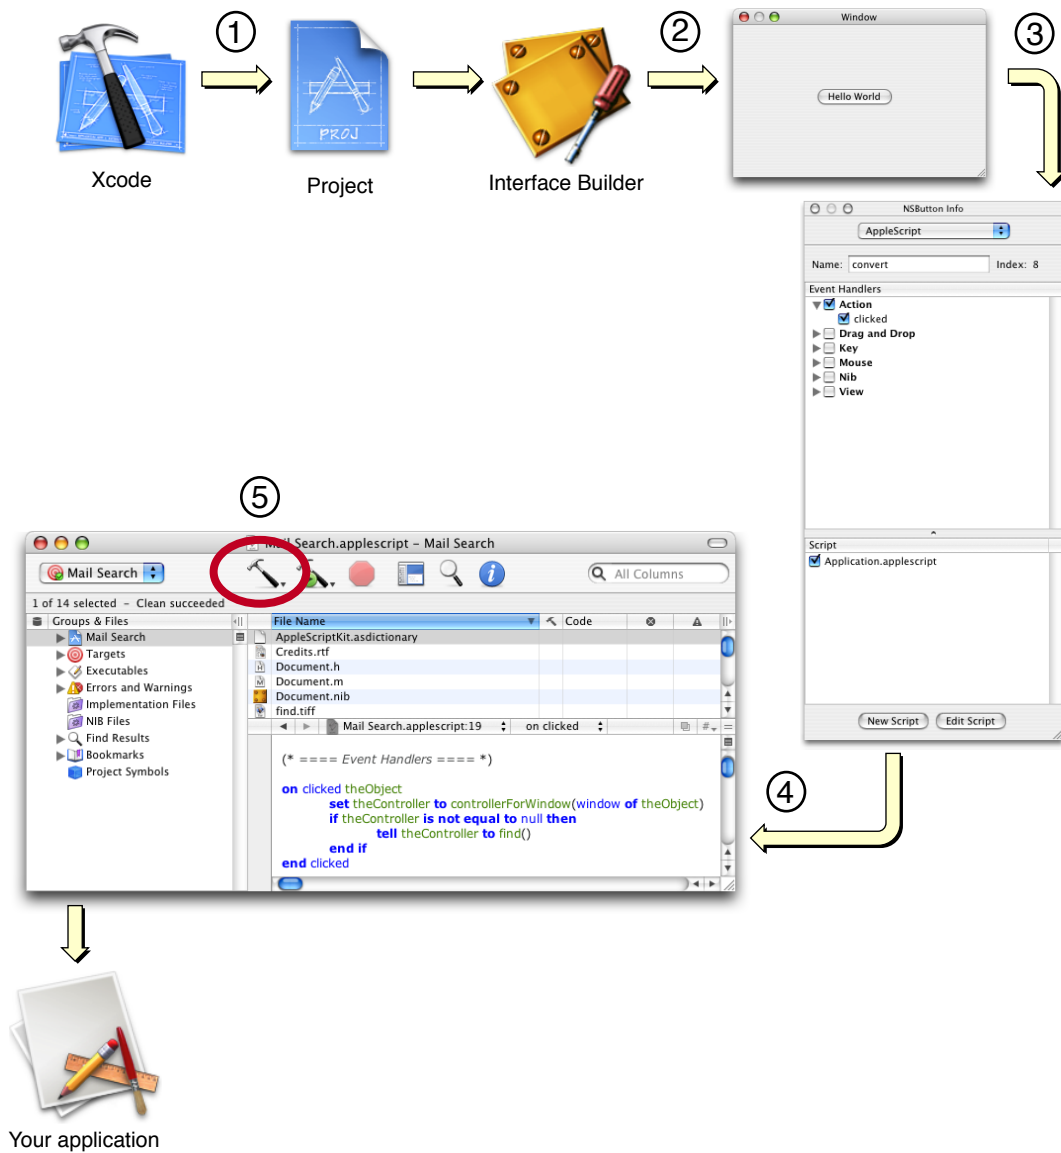 1
2
3
Window
Hello World
PROJ
Xcode
Project
Interface Builder
NSButton Info
AppleScript
Name: convert Index: 8
Event Handlers
Action
clicked
Drag and Drop
Key
Mouse
Nib
View
Script
Application.applescript
New Script Edit Script
4
5
Mail Search.applescript – Mail Search
Mail Search
All Columns
1 of 14 selected – Clean succeeded
Groups & Files
Mail Search
Targets
Executables
Errors and Warnings
Implementation Files
NIB Files
Find Results
Bookmarks
Project Symbols
File Name Code
AppleScriptKit.asdictionary
Credits.rtf
Document.h
Document.m
Document.nib
find.tiff
Mail Search.applescript:19 on clicked #
(* ==== Event Handlers ==== *)
on clicked theObject
set theController to controllerForWindow(window of theObject)
if theController is not equal to null then
tell theController to find()
end if
end clicked
Your application